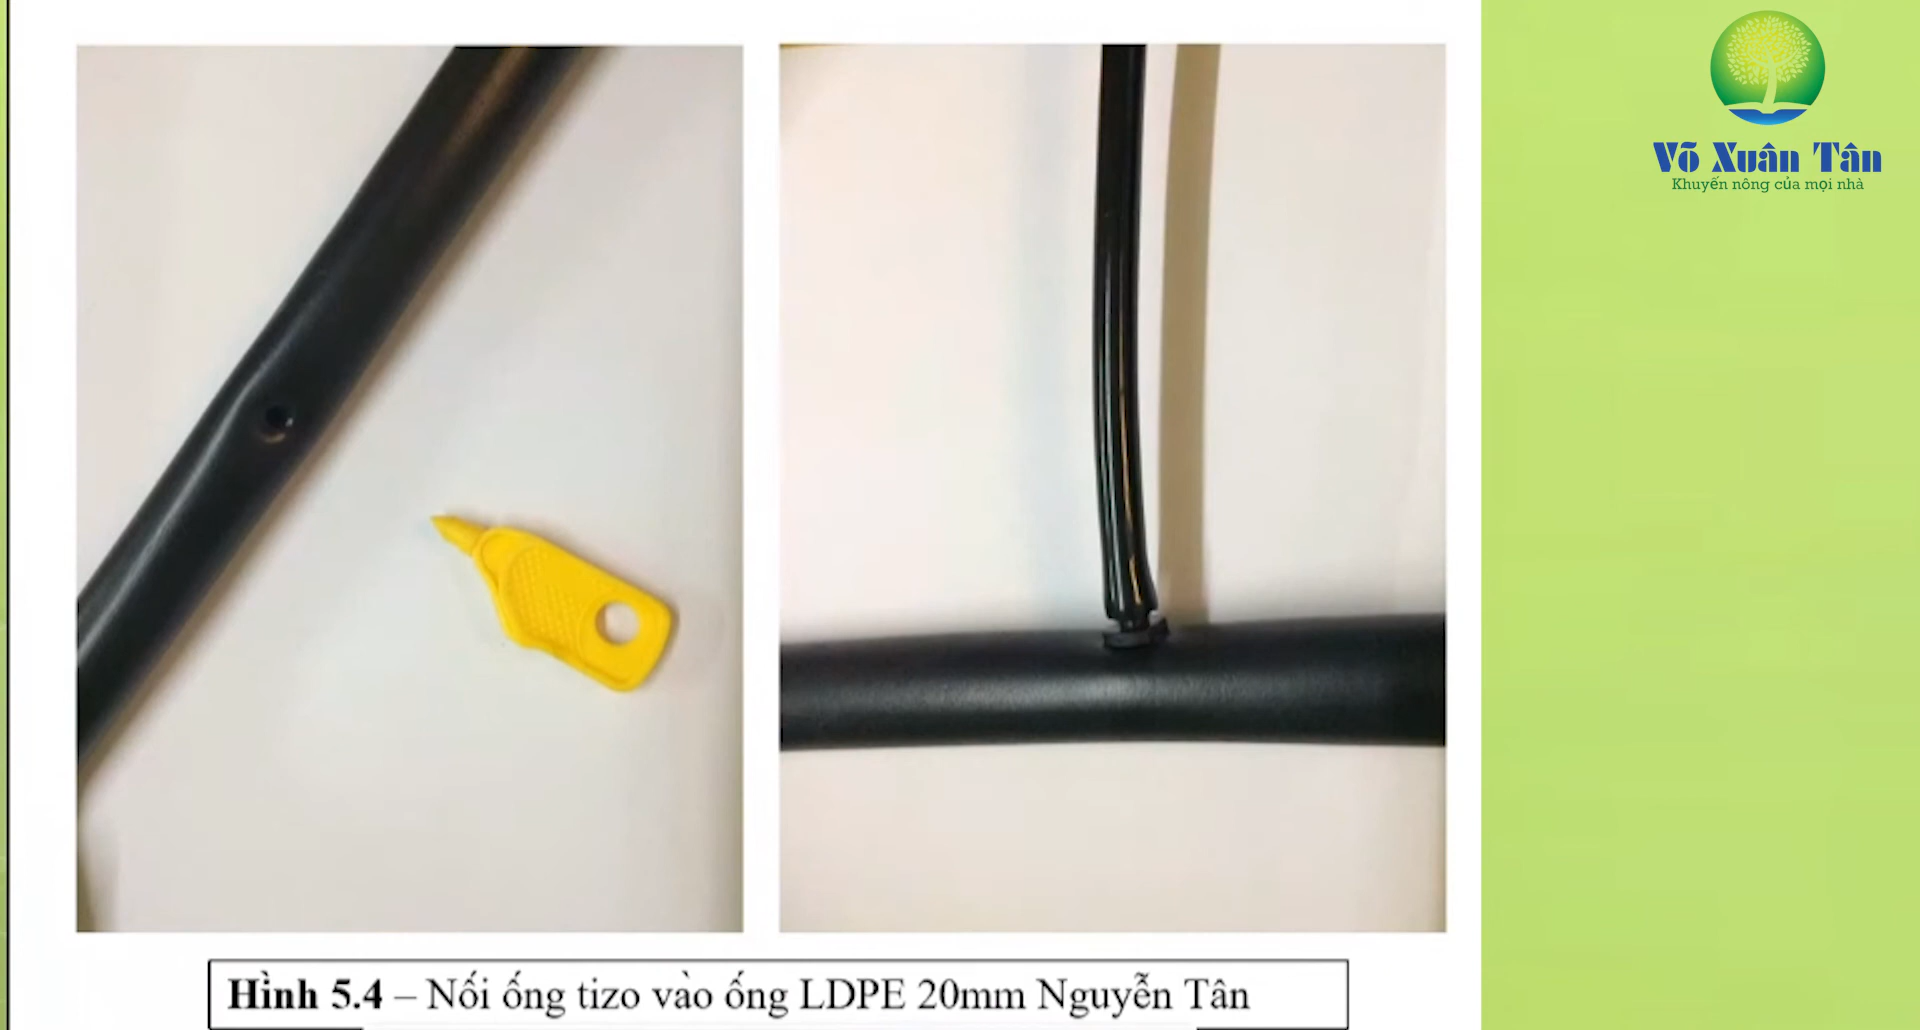 Võ Xuân Tân
Khuyến nông của mọi nhà
Hình 5.4 – Nối ống tizo vào ống LDPE 20mm Nguyễn Tân